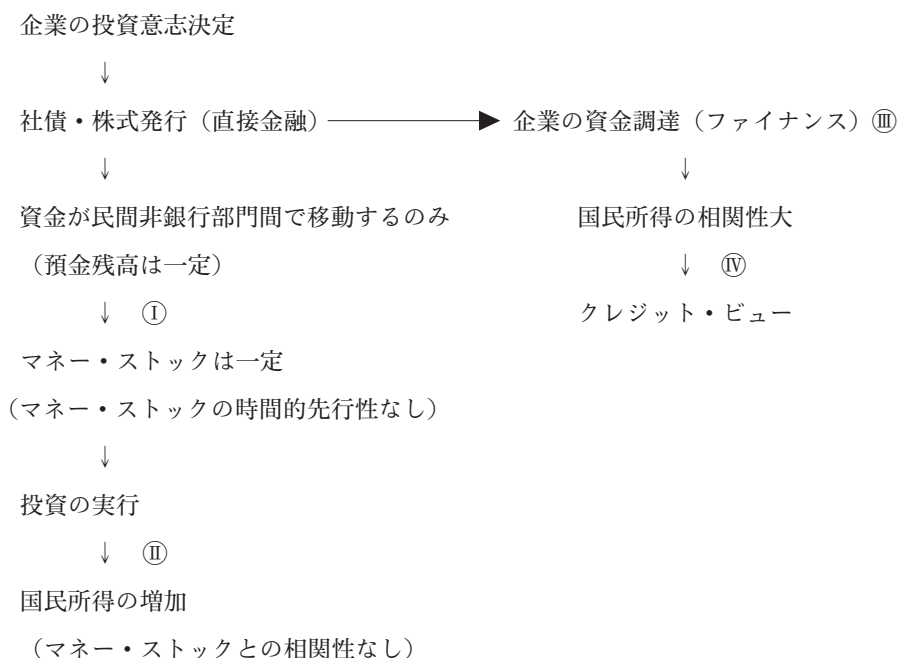 企業の投資意志決定
↓
社債・株式発行（直接金融）→ 企業の資金調達（ファイナンス）Ⅲ
↓ ↓
資金が民間非銀行部門間で移動するのみ 国民所得の相関性大
（預金残高は一定） ↓ Ⅳ
↓ Ⅰ クレジット・ビュー
マネー・ストックは一定
（マネー・ストックの時間的先行性なし）
↓
投資の実行
↓ Ⅱ
国民所得の増加
（マネー・ストックとの相関性なし）